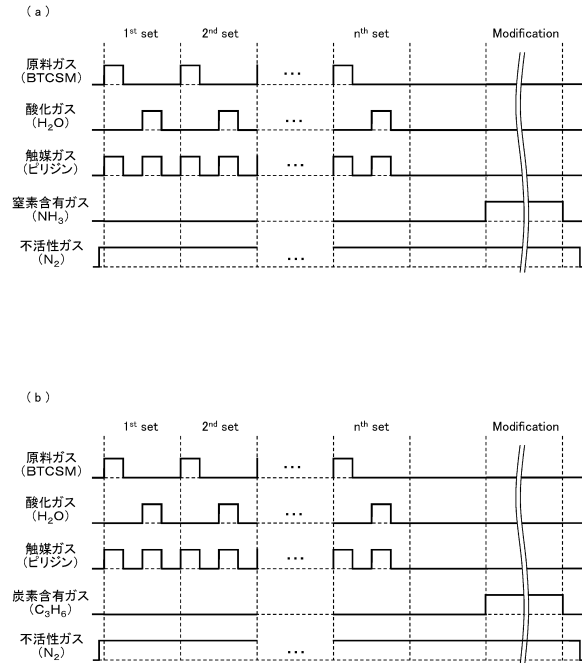 (a)
1st set 2nd set nth set Modification
原料ガス
(BTCSM)
酸化ガス
(H2O)
触媒ガス
(ピリジン)
窒素含有ガス
(NH3)
不活性ガス
(N2)
(b)
1st set 2nd set nth set Modification
原料ガス
(BTCSM)
酸化ガス
(H2O)
触媒ガス
(ピリジン)
炭素含有ガス
(C3H6)
不活性ガス
(N2)